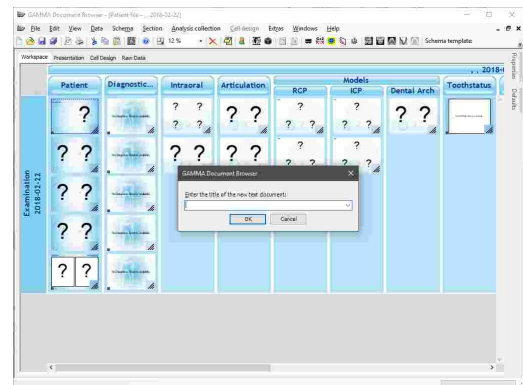 GAMMA Document Browser - [Patient file - , , 2018-02-22]
File Edit View Data Schema Section Analysis collection Cell design Extras Windows Help
12 %
Schema template
Workspace Presentation Cell Design Raw Data
Properties
Defaults
, , 2018-
Patient
Diagnostic...
Intraoral
Articulation
Models
RCP
ICP
Dental Arch
Toothstatus
Examination
2018-02-22
? ? ? ? ? ? ? ? ?
? ? ? ? ? ?
? ? ? ? ? ? ? ?
? ?
? ?
? ?
? ?
GAMMA Document Browser
Enter the title of the new text document:
OK
Cancel